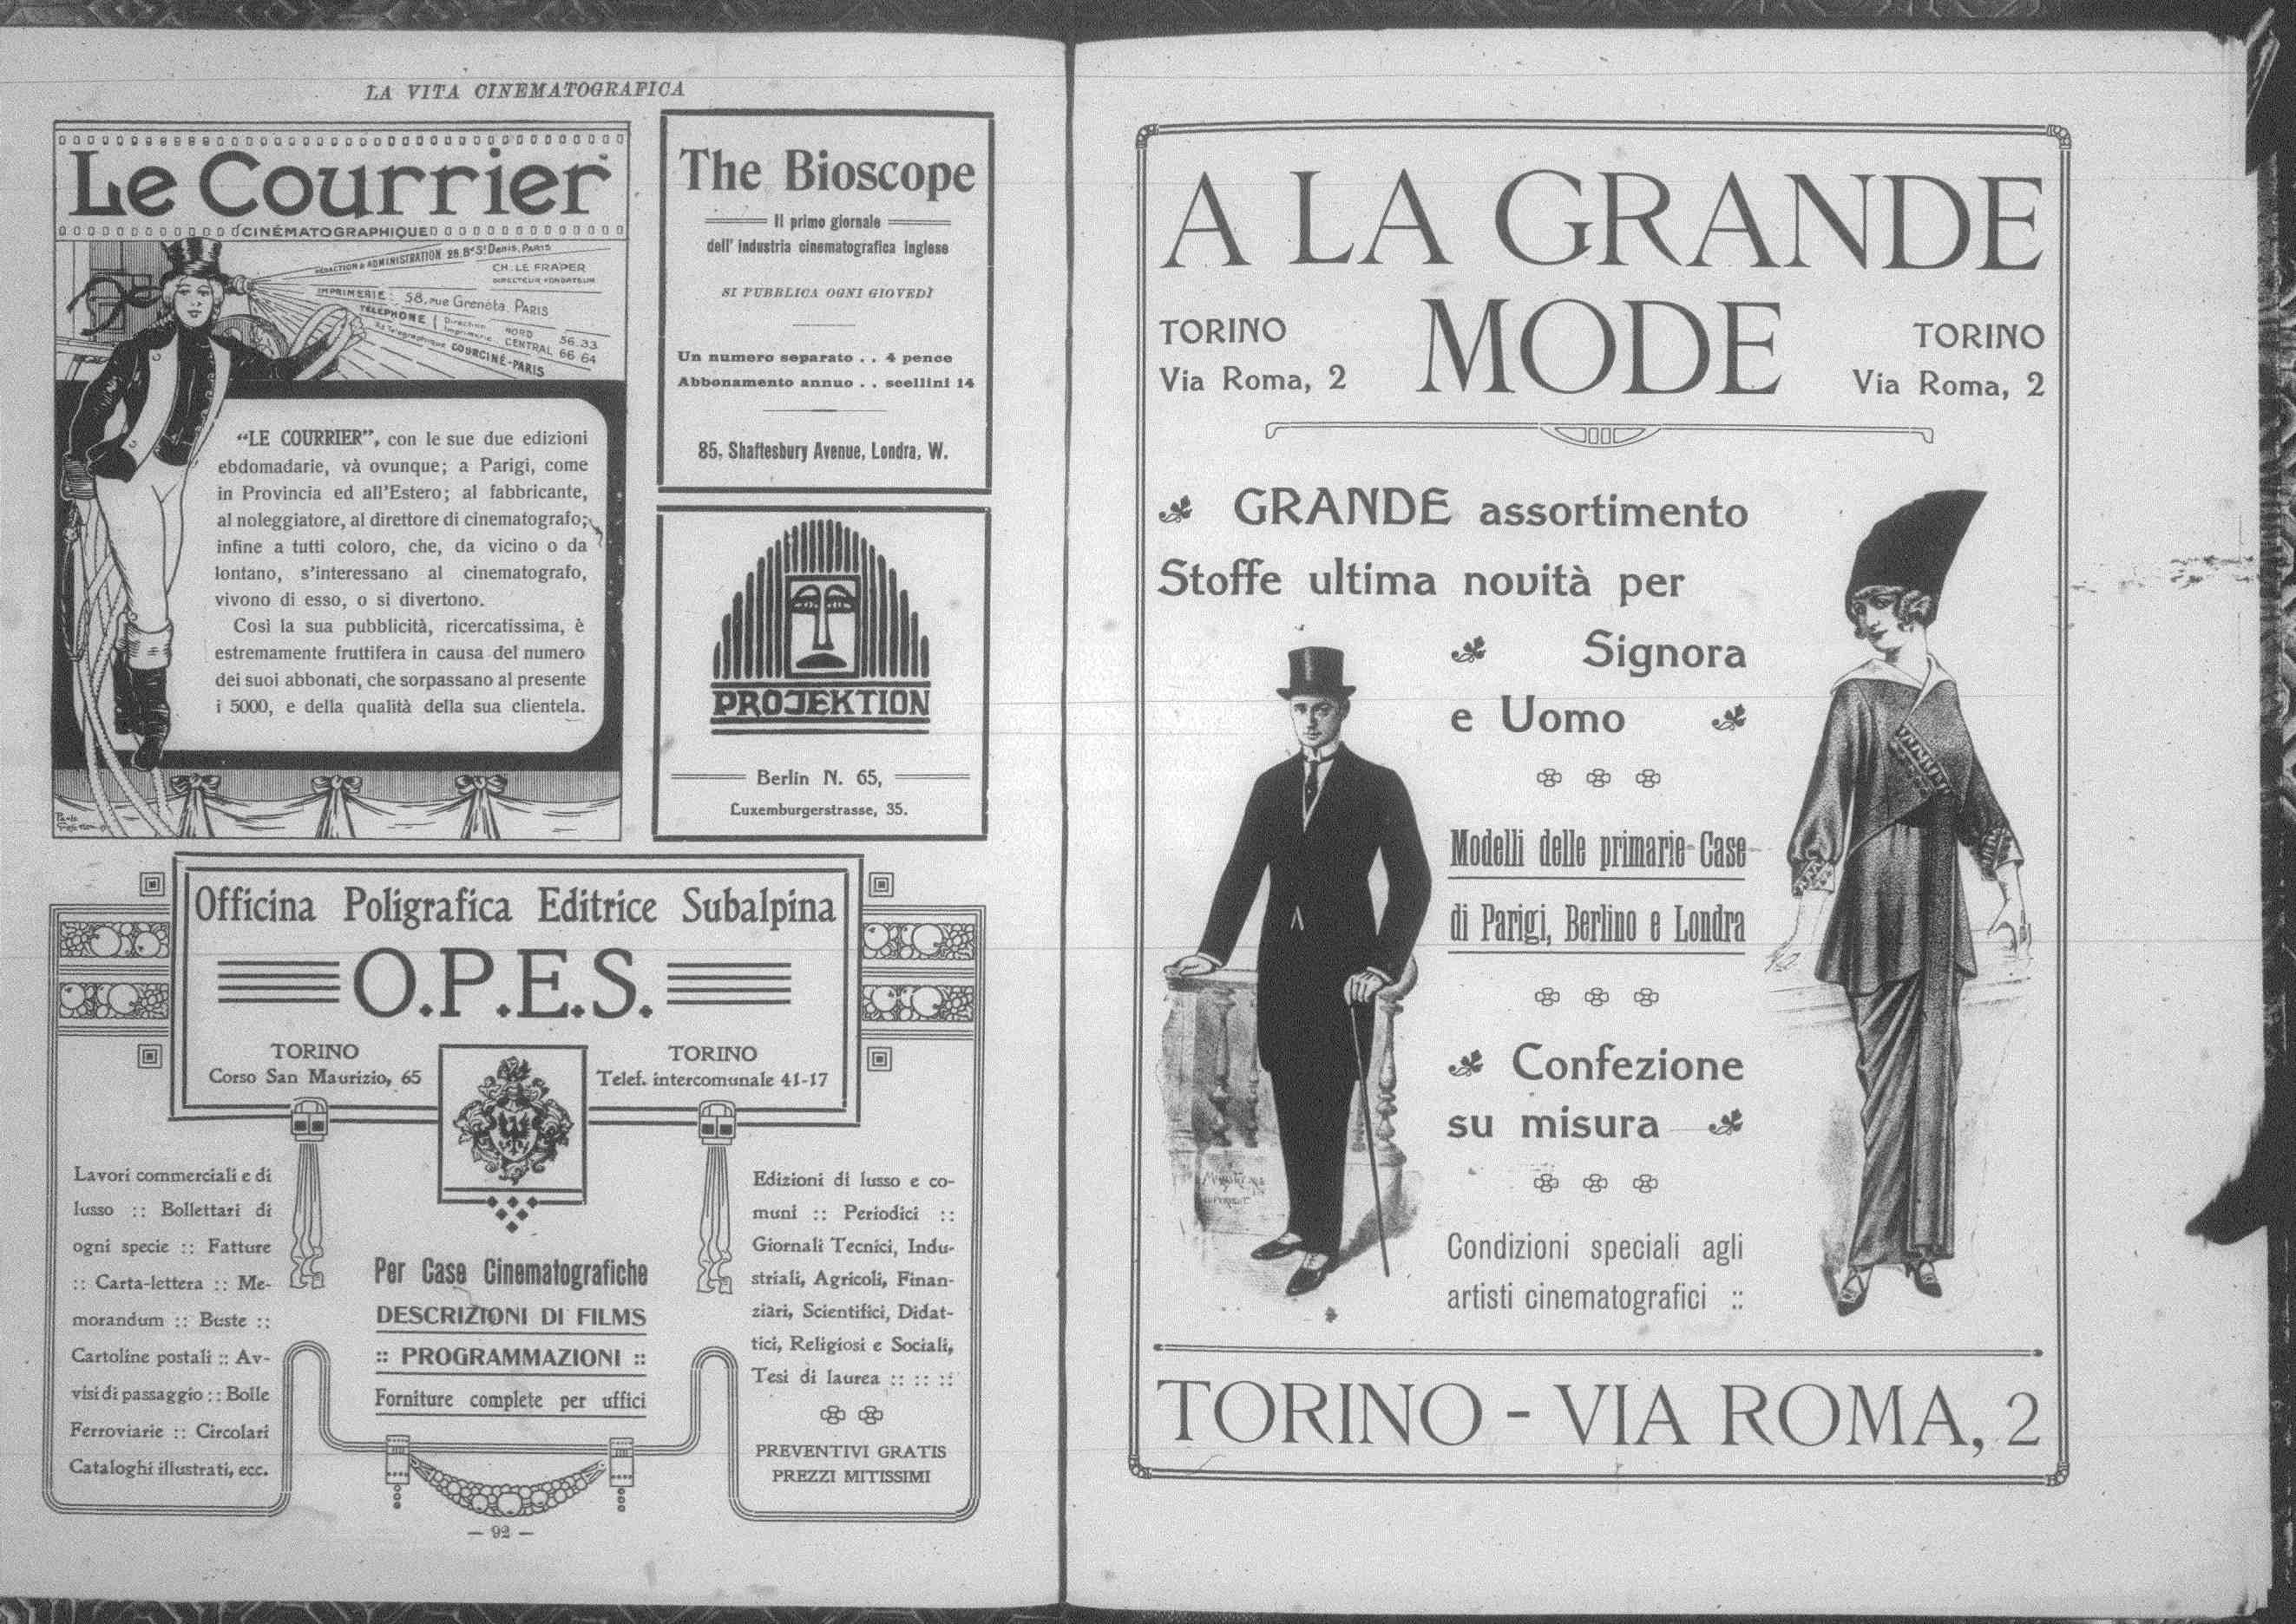 LA VITA CINEMATOGRAFICA
Le Courrier
CINÉMATOGRAPHIQUE
RÉDACTION & ADMINISTRATION 28. Bd St Denis, PARIS
CH. LE FRAPER
DIRECTEUR FONDATEUR
IMPRIMERIE: 58, rue Grenéta PARIS
TÉLÉPHONE Direction NORD 56.33
Imprimerie CENTRAL 66 64
Ad Télégraphique COURCINÉ-PARIS
“LE COURRIER”, con le sue due edizioni
ebdomadarie, và ovunque; a Parigi, come
in Provincia ed all'Estero; al fabbricante,
al noleggiatore, al direttore di cinematografo;
infine a tutti coloro, che, da vicino o da
lontano, s'interessano al cinematografo,
vivono di esso, o si divertono.
Così la sua pubblicità, ricercatissima, è
estremamente fruttifera in causa del numero
dei suoi abbonati, che sorpassano al presente
i 5000, e della qualità della sua clientela.
The Bioscope
Il primo giornale
dell' industria cinematografica inglese
SI PUBBLICA OGNI GIOVEDÌ
Un numero separato . . 4 pence
Abbonamento annuo . . scellini 14
85, Shaftesbury Avenue, Londra, W.
PROJEKTION
Berlin N. 65,
Luxemburgerstrasse, 35.
Officina Poligrafica Editrice Subalpina
O.P.E.S.
TORINO
Corso San Maurizio, 65
TORINO
Telef. intercomunale 41-17
Lavori commerciali e di
lusso :: Bollettari di
ogni specie :: Fatture
:: Carta-lettera :: Me-
morandum :: Buste ::
Cartoline postali :: Av-
visi di passaggio :: Bolle
Ferroviarie :: Circolari
Cataloghi illustrati, ecc.
Per Case Cinematografiche
DESCRIZIONI DI FILMS
:: PROGRAMMAZIONI ::
Forniture complete per uffici
Edizioni di lusso e co-
muni :: Periodici ::
Giornali Tecnici, Indu-
striali, Agricoli, Finan-
ziari, Scientifici, Didat-
tici, Religiosi e Sociali,
Tesi di laurea :: :: ::
PREVENTIVI GRATIS
PREZZI MITISSIMI
— 92 —
A LA GRANDE
MODE
TORINO
Via Roma, 2
TORINO
Via Roma, 2
GRANDE assortimento
Stoffe ultima novità per
Signora
e Uomo
Modelli delle primarie Case
di Parigi, Berlino e Londra
Confezione
su misura
Condizioni speciali agli
artisti cinematografici ::
TORINO - VIA ROMA, 2